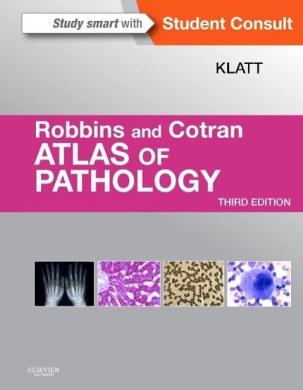 Study smart with Student Consult
KLATT
Robbins and Cotran
ATLAS OF
PATHOLOGY
THIRD EDITION
ELSEVIER